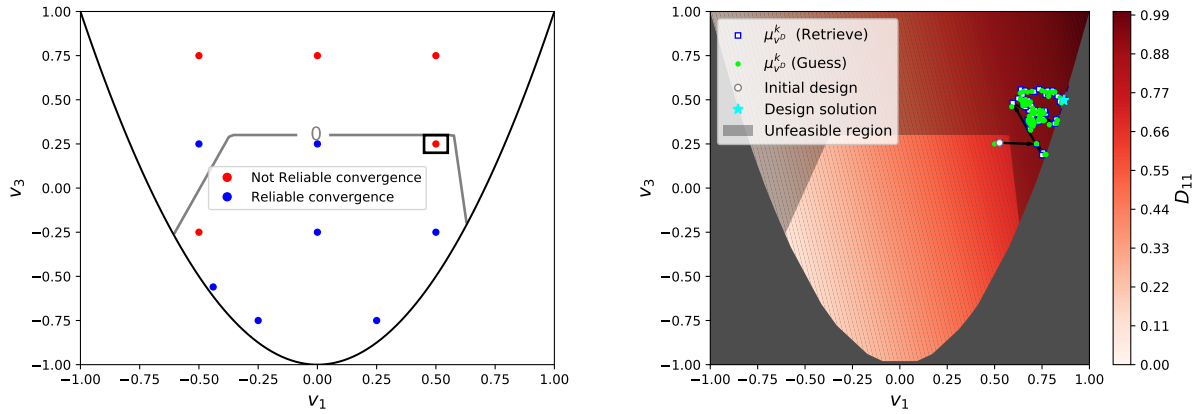 1.00
0.75
0.50
0.25
0.00
−0.25
−0.50
−0.75
−1.00
v3
0
Not Reliable convergence
Reliable convergence
−1.00 −0.75 −0.50 −0.25 0.00 0.25 0.50 0.75 1.00
v1
1.00
0.75
0.50
0.25
0.00
−0.25
−0.50
−0.75
−1.00
v3
μ^k_{v^D} (Retrieve)
μ^k_{v^D} (Guess)
Initial design
Design solution
Unfeasible region
−1.00 −0.75 −0.50 −0.25 0.00 0.25 0.50 0.75 1.00
v1
0.99
0.88
0.77
0.66
0.55
0.44
0.33
0.22
0.11
0.00
D11